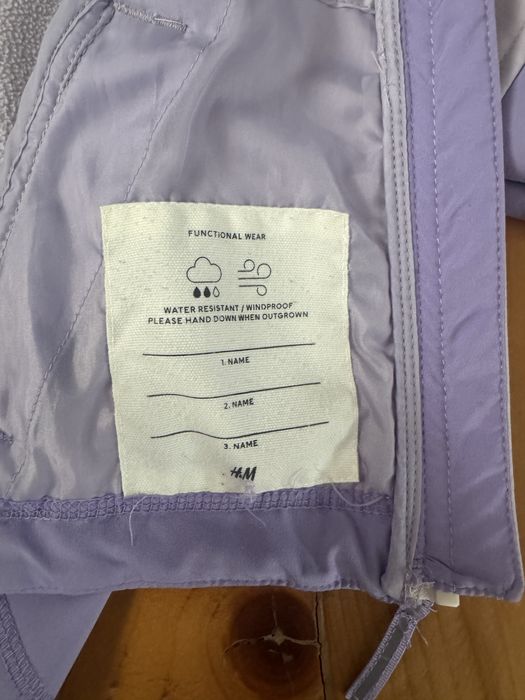 FUNCTIONAL WEAR
WATER RESISTANT / WINDPROOF
PLEASE HAND DOWN WHEN OUTGROWN
1. NAME
2. NAME
3. NAME
H&M